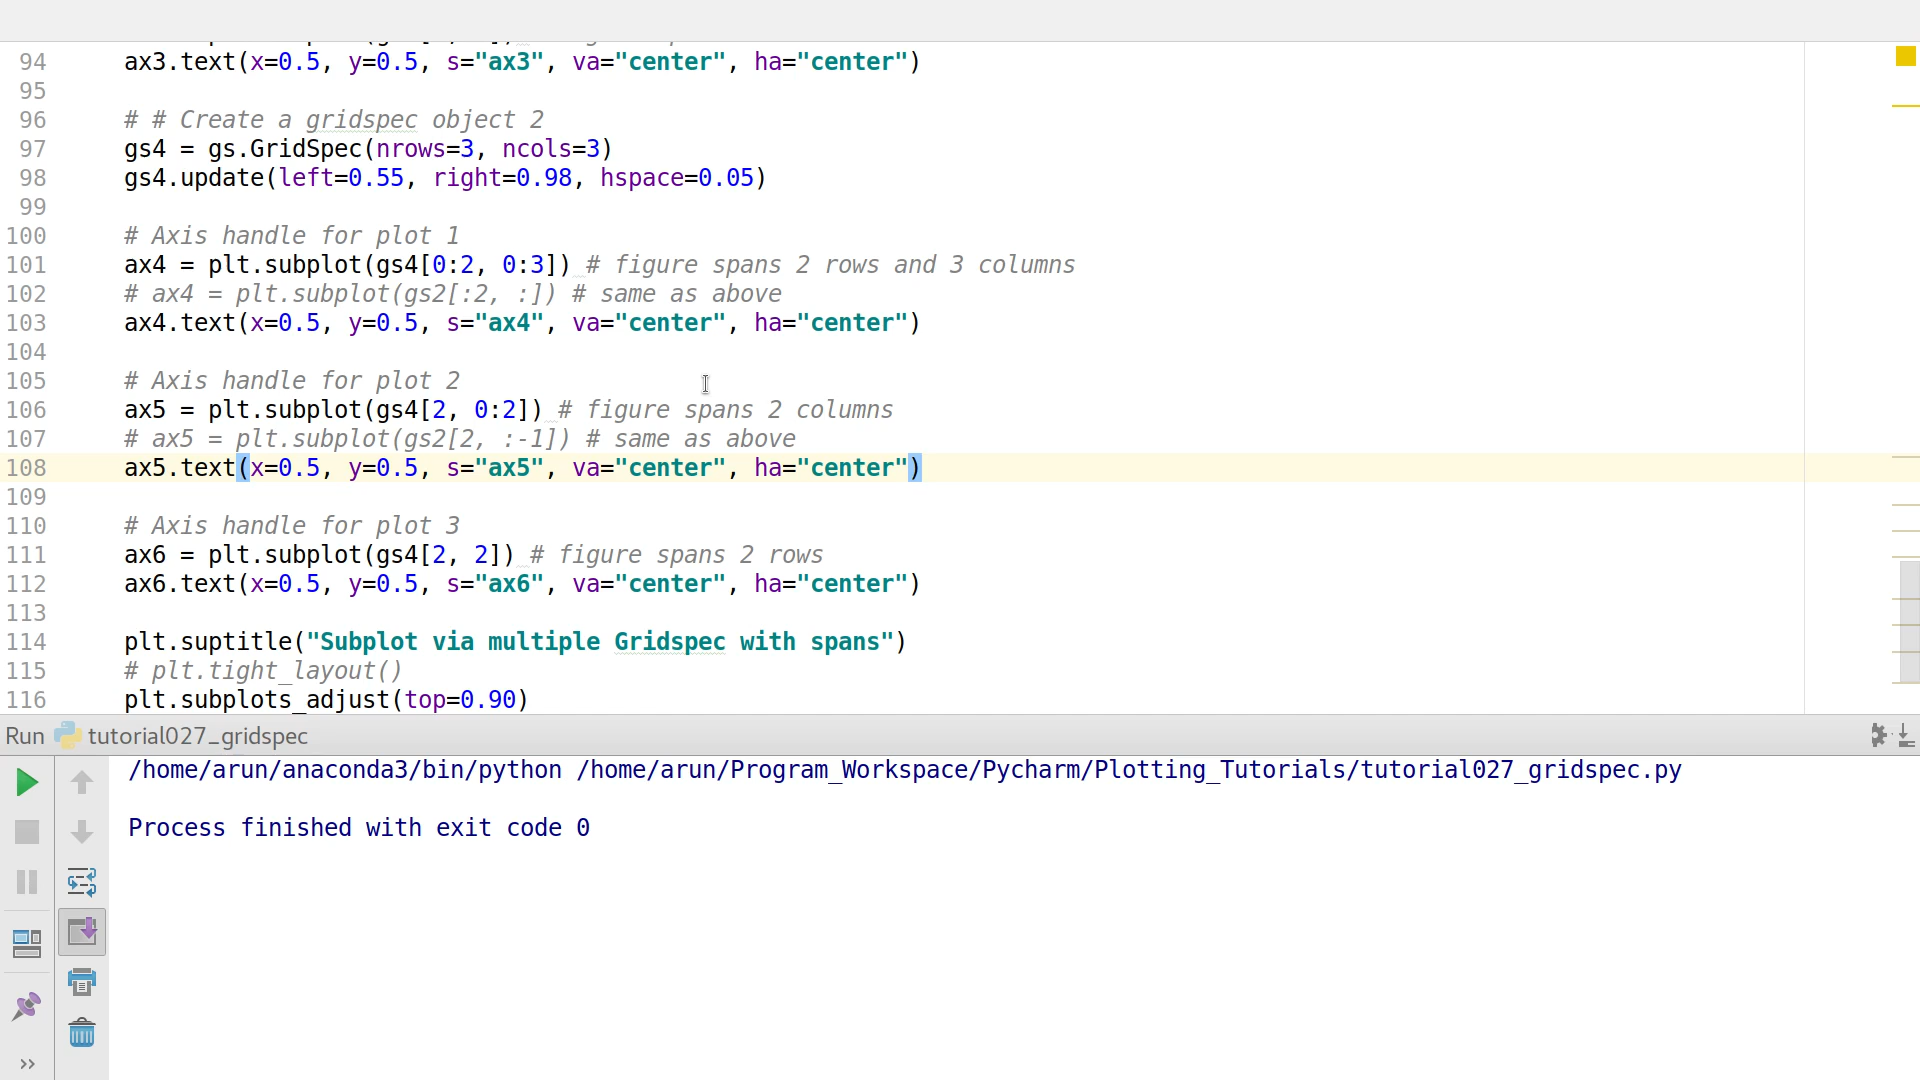 94 ax3.text(x=0.5, y=0.5, s="ax3", va="center", ha="center")
95
96 # # Create a gridspec object 2
97 gs4 = gs.GridSpec(nrows=3, ncols=3)
98 gs4.update(left=0.55, right=0.98, hspace=0.05)
99
100 # Axis handle for plot 1
101 ax4 = plt.subplot(gs4[0:2, 0:3]) # figure spans 2 rows and 3 columns
102 # ax4 = plt.subplot(gs2[:2, :]) # same as above
103 ax4.text(x=0.5, y=0.5, s="ax4", va="center", ha="center")
104
105 # Axis handle for plot 2
106 ax5 = plt.subplot(gs4[2, 0:2]) # figure spans 2 columns
107 # ax5 = plt.subplot(gs2[2, :-1]) # same as above
108 ax5.text(x=0.5, y=0.5, s="ax5", va="center", ha="center")
109
110 # Axis handle for plot 3
111 ax6 = plt.subplot(gs4[2, 2]) # figure spans 2 rows
112 ax6.text(x=0.5, y=0.5, s="ax6", va="center", ha="center")
113
114 plt.suptitle("Subplot via multiple Gridspec with spans")
115 # plt.tight_layout()
116 plt.subplots_adjust(top=0.90)
Run tutorial027_gridspec
/home/arun/anaconda3/bin/python /home/arun/Program_Workspace/Pycharm/Plotting_Tutorials/tutorial027_gridspec.py
Process finished with exit code 0